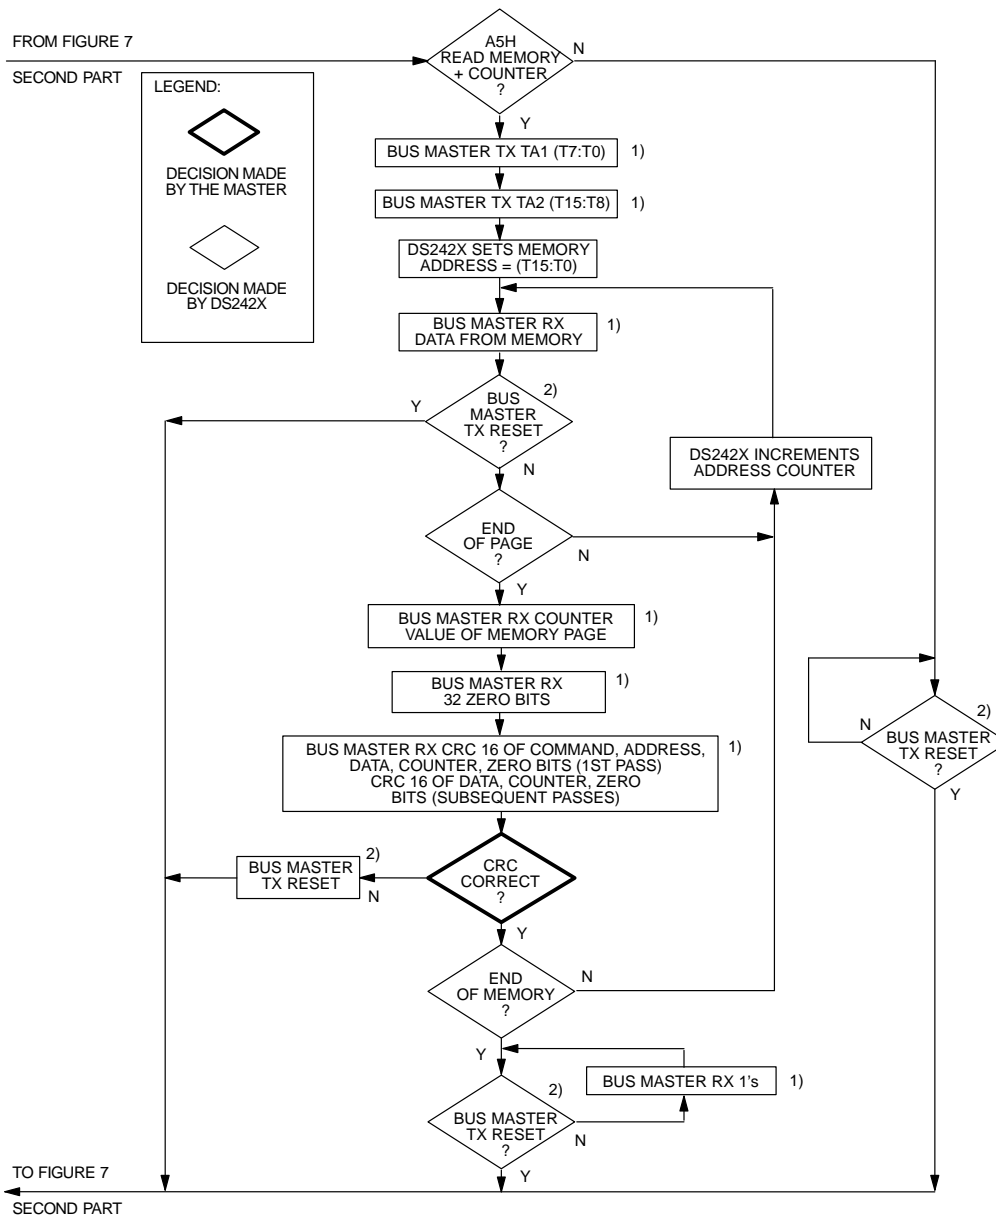 FROM FIGURE 7
SECOND PART
LEGEND:
DECISION MADE
BY THE MASTER
DECISION MADE
BY DS242X
A5H
READ MEMORY
+ COUNTER
?
N
Y
BUS MASTER TX TA1 (T7:T0)
1)
BUS MASTER TX TA2 (T15:T8)
1)
DS242X SETS MEMORY
ADDRESS = (T15:T0)
BUS MASTER RX
DATA FROM MEMORY
1)
2)
BUS
MASTER
TX RESET
?
Y
N
DS242X INCREMENTS
ADDRESS COUNTER
END
OF PAGE
?
N
Y
BUS MASTER RX COUNTER
VALUE OF MEMORY PAGE
1)
BUS MASTER RX
32 ZERO BITS
1)
BUS MASTER RX CRC 16 OF COMMAND, ADDRESS,
DATA, COUNTER, ZERO BITS (1ST PASS)
CRC 16 OF DATA, COUNTER, ZERO
BITS (SUBSEQUENT PASSES)
1)
2)
BUS MASTER
TX RESET
?
N
Y
CRC
CORRECT
?
N
Y
2)
BUS MASTER
TX RESET
END
OF MEMORY
?
N
Y
BUS MASTER RX 1's
1)
2)
BUS MASTER
TX RESET
?
N
Y
TO FIGURE 7
SECOND PART